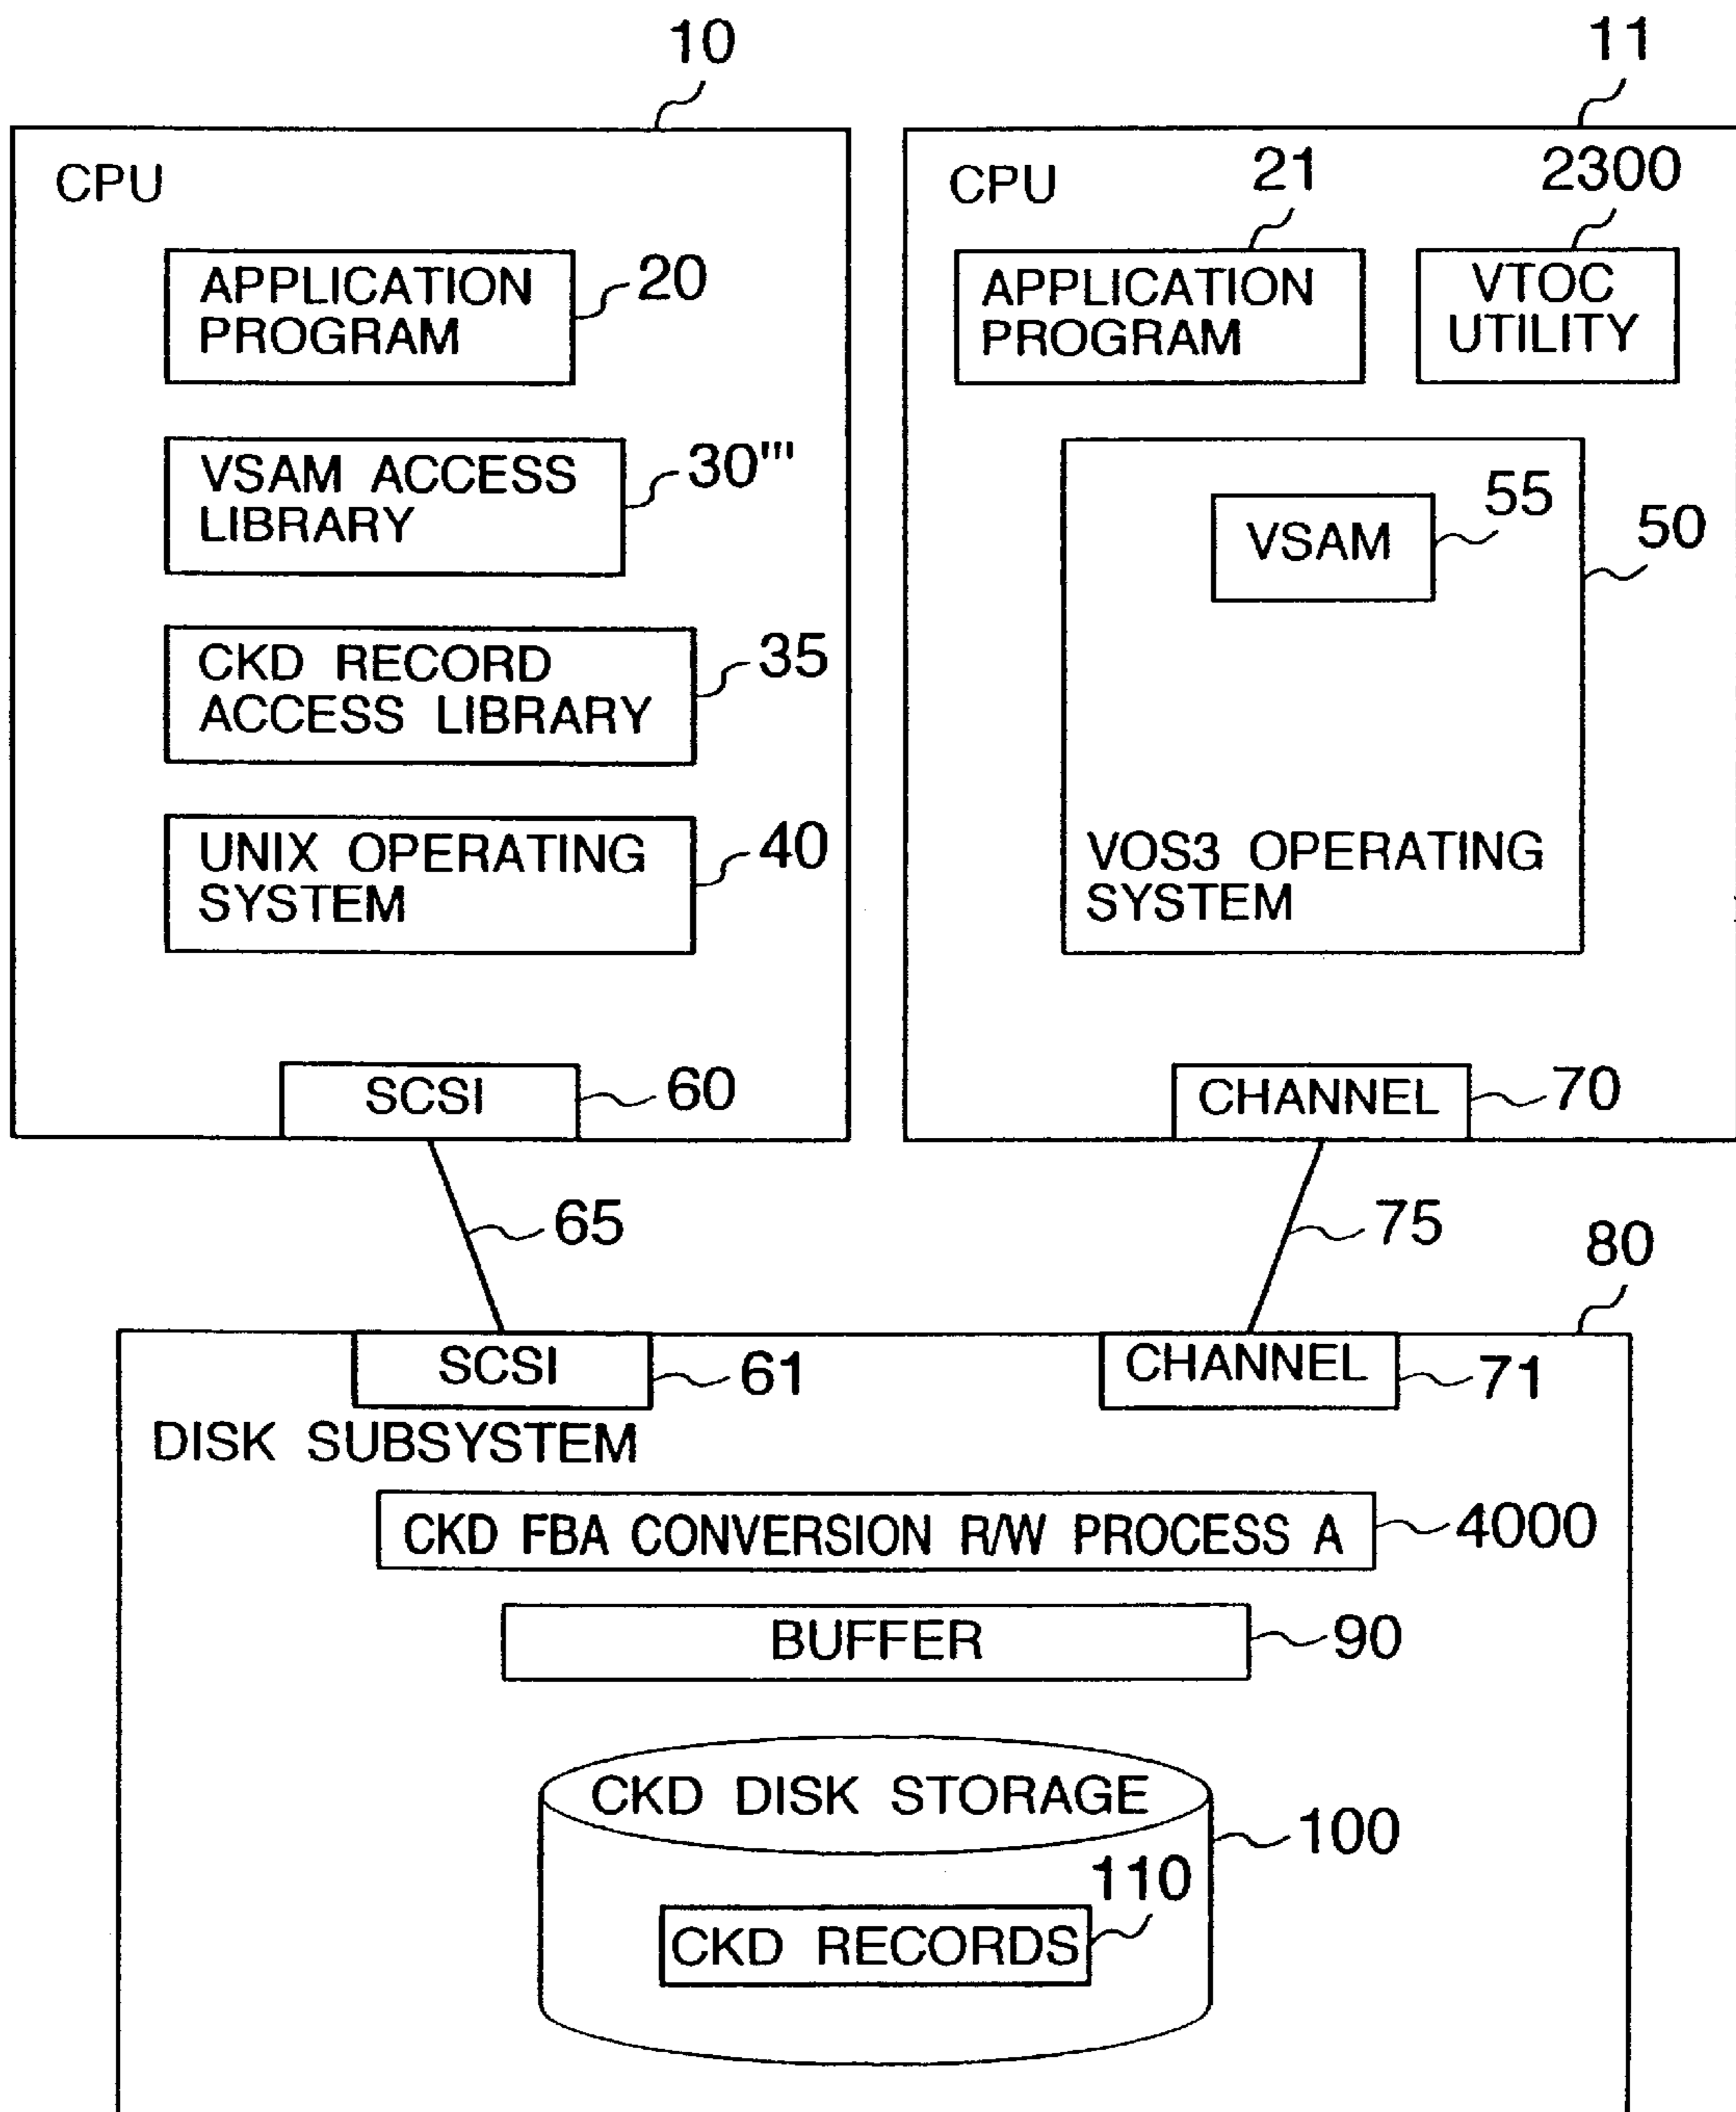 10
11
CPU
APPLICATION
PROGRAM
20
VSAM ACCESS
LIBRARY
30'''
CKD RECORD
ACCESS LIBRARY
35
UNIX OPERATING
SYSTEM
40
SCSI
60
CPU
21
2300
APPLICATION
PROGRAM
VTOC
UTILITY
VSAM
55
50
VOS3 OPERATING
SYSTEM
CHANNEL
70
65
75
80
SCSI
61
CHANNEL
71
DISK SUBSYSTEM
CKD FBA CONVERSION R/W PROCESS A
4000
BUFFER
90
CKD DISK STORAGE
100
110
CKD RECORDS